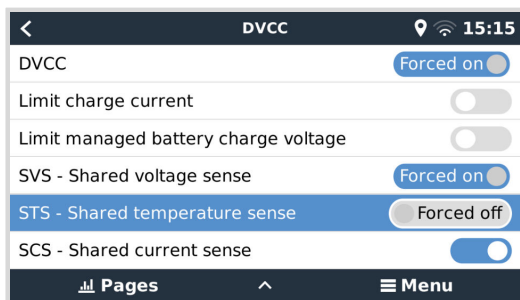 DVCC 15:15
DVCC Forced on
Limit charge current
Limit managed battery charge voltage
SVS - Shared voltage sense Forced on
STS - Shared temperature sense Forced off
SCS - Shared current sense
Pages Menu